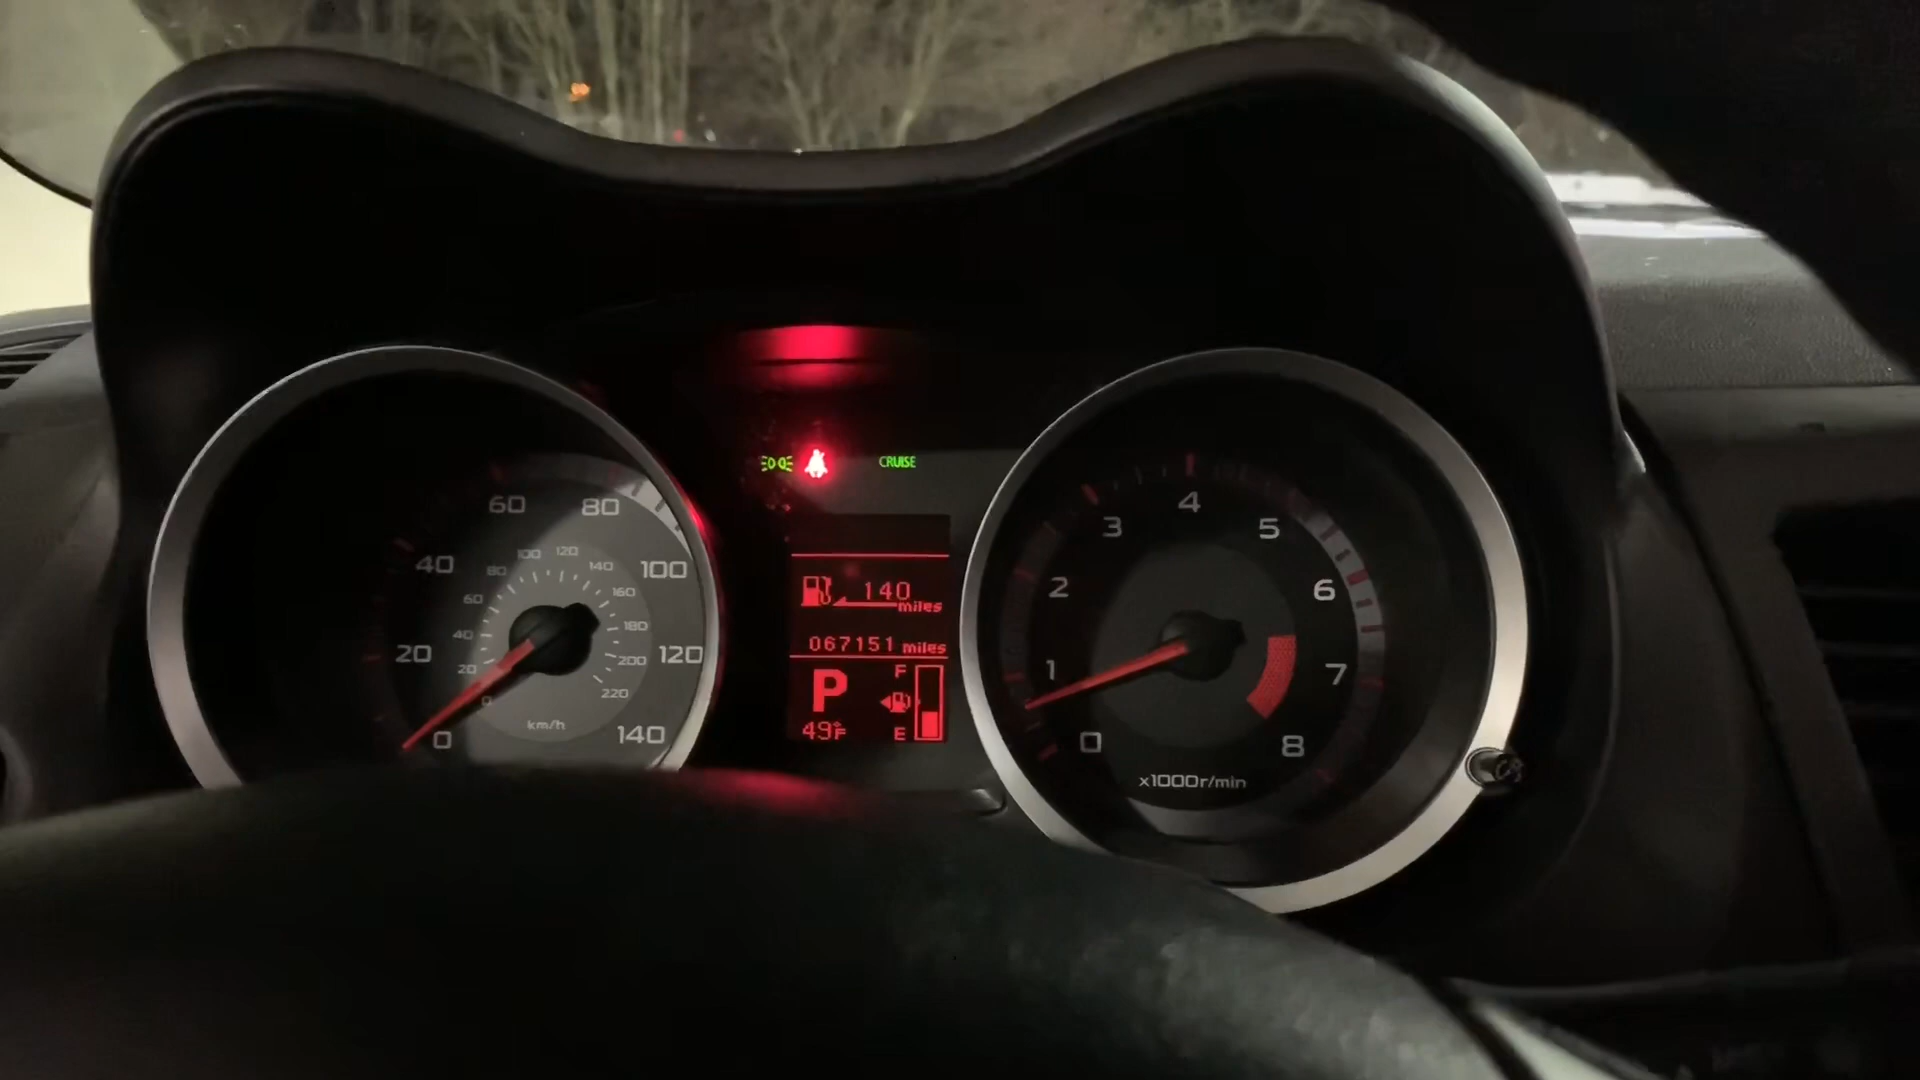 CRUISE
60 80
40 100
20 120
0 140
100 120
80 140
60 160
40 180
20 200
0 220
km/h
140 miles
067151 miles
P F
49°F E
4
3 5
2 6
1 7
0 8
x1000r/min